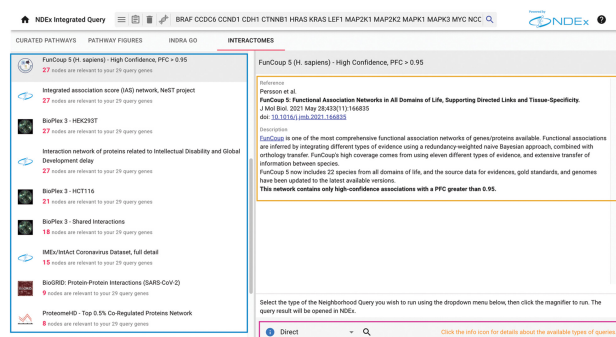 NDEx Integrated Query
BRAF CCDC6 CCND1 CDH1 CTNNB1 HRAS KRAS LEF1 MAP2K1 MAP2K2 MAPK1 MAPK3 MYC NCC
Powered By
NDEx
CURATED PATHWAYS PATHWAY FIGURES INDRA GO INTERACTOMES
FunCoup 5 (H. sapiens) - High Confidence, PFC > 0.95
27 nodes are relevant to your 29 query genes
Integrated association score (IAS) network, NeST project
27 nodes are relevant to your 29 query genes
BioPlex 3 - HEK293T
27 nodes are relevant to your 29 query genes
Interaction network of proteins related to Intellectual Disability and Global
Development delay
27 nodes are relevant to your 29 query genes
BioPlex 3 - HCT116
21 nodes are relevant to your 29 query genes
BioPlex 3 - Shared Interactions
18 nodes are relevant to your 29 query genes
IMEx/IntAct Coronavirus Dataset, full detail
15 nodes are relevant to your 29 query genes
BioGRID: Protein-Protein Interactions (SARS-CoV-2)
9 nodes are relevant to your 29 query genes
ProteomeHD - Top 0.5% Co-Regulated Proteins Network
8 nodes are relevant to your 29 query genes
FunCoup 5 (H. sapiens) - High Confidence, PFC > 0.95
Reference
Persson et al.
FunCoup 5: Functional Association Networks in All Domains of Life, Supporting Directed Links and Tissue-Specificity.
J Mol Biol. 2021 May 28;433(11):166835
doi: 10.1016/j.jmb.2021.166835
Description
FunCoup is one of the most comprehensive functional association networks of genes/proteins available. Functional associations
are inferred by integrating different types of evidence using a redundancy-weighted naive Bayesian approach, combined with
orthology transfer. FunCoup's high coverage comes from using eleven different types of evidence, and extensive transfer of
information between species.
FunCoup 5 now includes 22 species from all domains of life, and the source data for evidences, gold standards, and genomes
have been updated to the latest available versions.
This network contains only high-confidence associations with a PFC greater than 0.95.
Select the type of the Neighborhood Query you wish to run using the dropdown menu below, then click the magnifier to run. The
query result will be opened in NDEx.
Direct
Click the info icon for details about the available types of queries